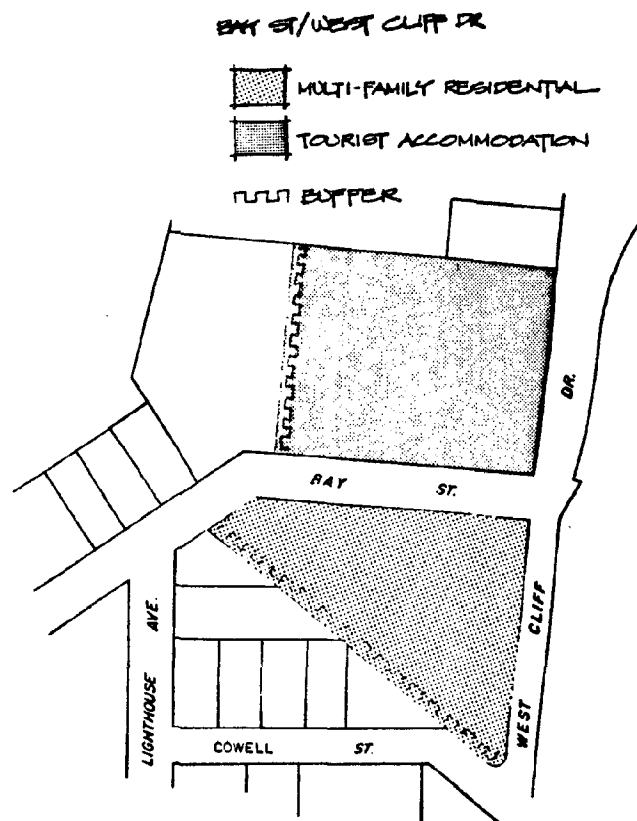 BAY ST/WEST CLIFF DR
MULTI-FAMILY RESIDENTIAL
TOURIST ACCOMMODATION
BUFFER
DR.
BAY ST.
CLIFF
WEST
AVE.
LIGHTHOUSE
COWELL ST.